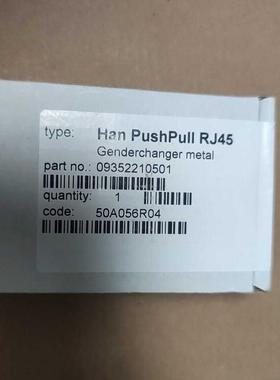 type: Han PushPull RJ45
Genderchanger metal
part no.: 09352210501
quantity: 1
code: 50A056R04